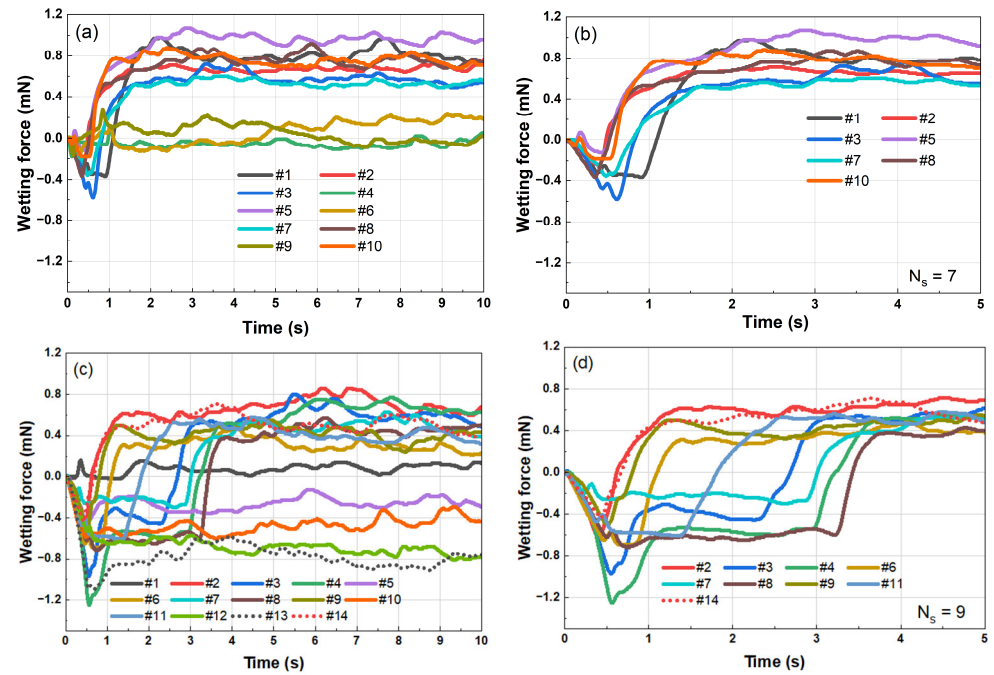 (a)
Wetting force (mN)
1.2
0.8
0.4
0.0
−0.4
−0.8
−1.2
#1 #2
#3 #4
#5 #6
#7 #8
#9 #10
0 1 2 3 4 5 6 7 8 9 10
Time (s)
(b)
Wetting force (mN)
1.2
0.8
0.4
0.0
−0.4
−0.8
−1.2
#1 #2
#3 #5
#7 #8
#10
Ns = 7
0 1 2 3 4 5
Time (s)
(c)
Wetting force (mN)
1.2
0.8
0.4
0.0
−0.4
−0.8
−1.2
#1 #2 #3 #4 #5
#6 #7 #8 #9 #10
#11 #12 #13 #14
0 1 2 3 4 5 6 7 8 9 10
Time (s)
(d)
Wetting force (mN)
1.2
0.8
0.4
0.0
−0.4
−0.8
−1.2
#2 #3 #4 #6
#7 #8 #9 #11
#14
Ns = 9
0 1 2 3 4 5
Time (s)